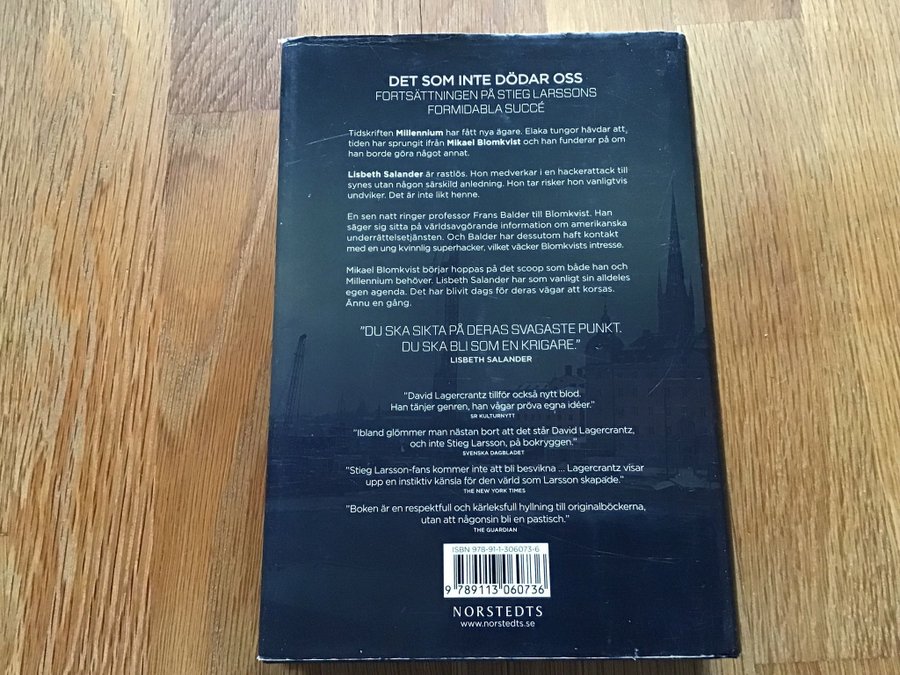 DET SOM INTE DÖDAR OSS
FORTSÄTTNINGEN PÅ STIEG LARSSONS
FORMIDABLA SUCCÉ
Tidskriften Millennium har fått nya ägare. Elaka tungor hävdar att,
tiden har sprungit ifrån Mikael Blomkvist och han funderar på om
han borde göra något annat.
Lisbeth Salander är rastlös. Hon medverkar i en hackerattack till
synes utan någon särskild anledning. Hon tar risker hon vanligtvis
undviker. Det är inte likt henne.
En sen natt ringer professor Frans Balder till Blomkvist. Han
säger sig sitta på världsavgörande information om amerikanska
underrättelsetjänsten. Och Balder har dessutom haft kontakt
med en ung kvinnlig superhacker, vilket väcker Blomkvists intresse.
Mikael Blomkvist börjar hoppas på det scoop som både han och
Millennium behöver. Lisbeth Salander har som vanligt sin alldeles
egen agenda. Det har blivit dags för deras vägar att korsas.
Ännu en gång.
”DU SKA SIKTA PÅ DERAS SVAGASTE PUNKT.
DU SKA BLI SOM EN KRIGARE.”
LISBETH SALANDER
”David Lagercrantz tillför också nytt blod.
Han tänjer genren, han vågar pröva egna idéer.”
SR KULTURNYTT
”Ibland glömmer man nästan bort att det står David Lagercrantz,
och inte Stieg Larsson, på bokryggen.”
SVENSKA DAGBLADET
”Stieg Larsson-fans kommer inte att bli besvikna ... Lagercrantz visar
upp en instiktiv känsla för den värld som Larsson skapade.”
THE NEW YORK TIMES
”Boken är en respektfull och kärleksfull hyllning till originalböckerna,
utan att någonsin bli en pastisch.”
THE GUARDIAN
ISBN 978-91-1-306073-6
9 789113 060736
NORSTEDTS
www.norstedts.se